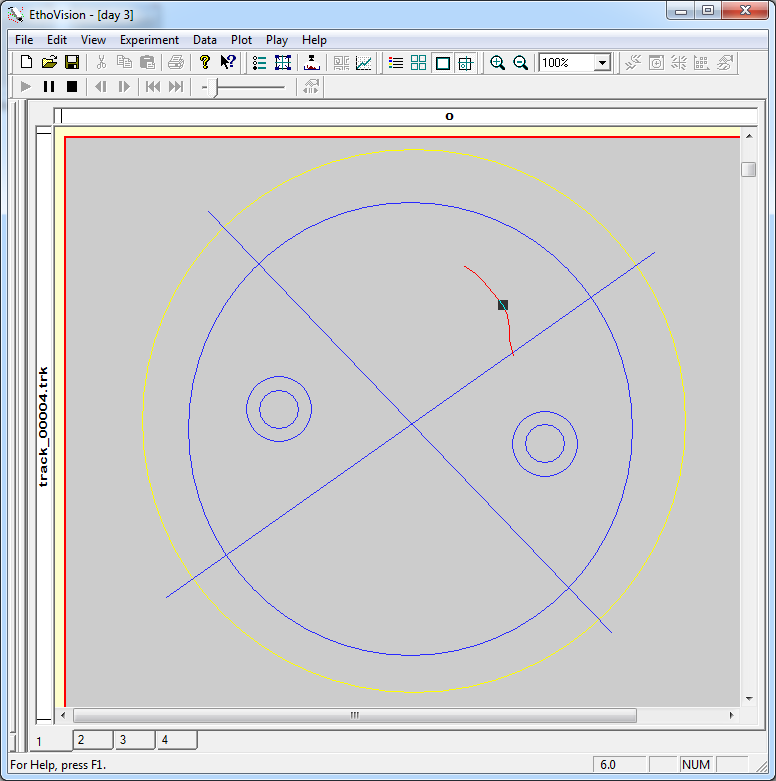 EthoVision - [day 3]
File Edit View Experiment Data Plot Play Help
100%
o
track_00004.trk
1 2 3 4
For Help, press F1.
6.0
NUM